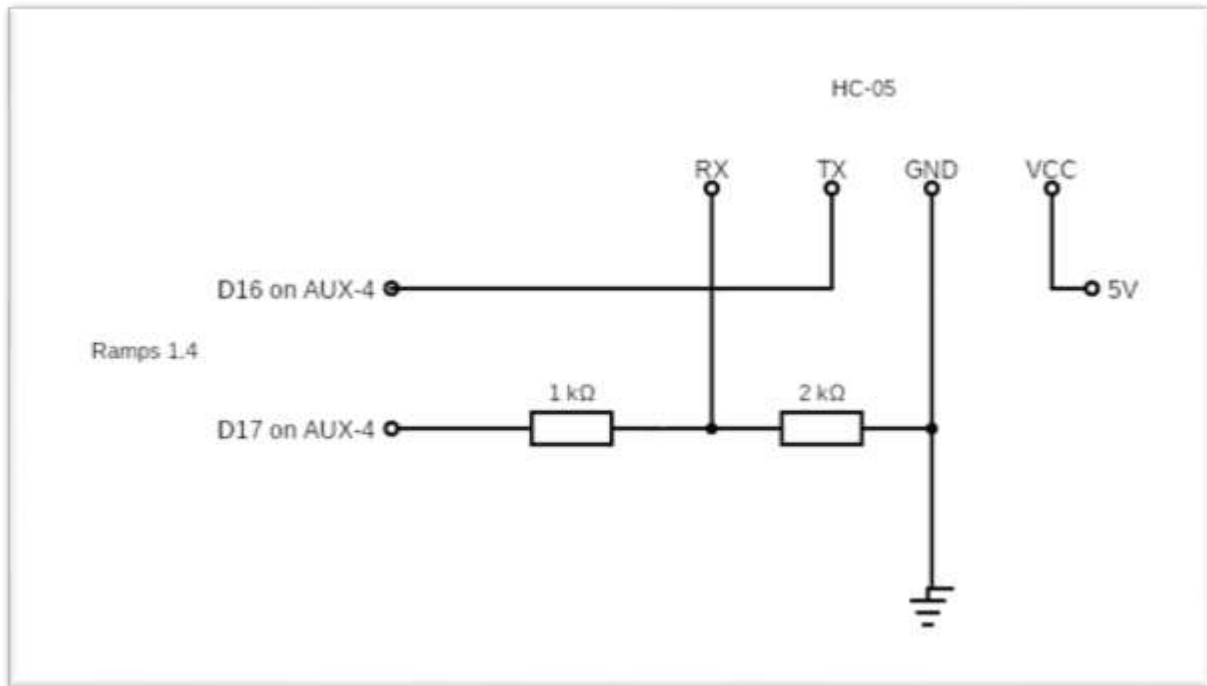 HC-05
RX TX GND VCC
D16 on AUX-4
5V
Ramps 1.4
1 kΩ 2 kΩ
D17 on AUX-4